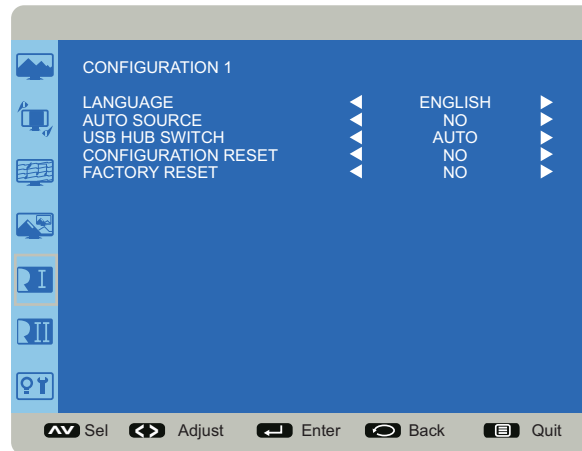 CONFIGURATION 1
LANGUAGE ENGLISH
AUTO SOURCE NO
USB HUB SWITCH AUTO
CONFIGURATION RESET NO
FACTORY RESET NO
I
II
Sel Adjust Enter Back Quit